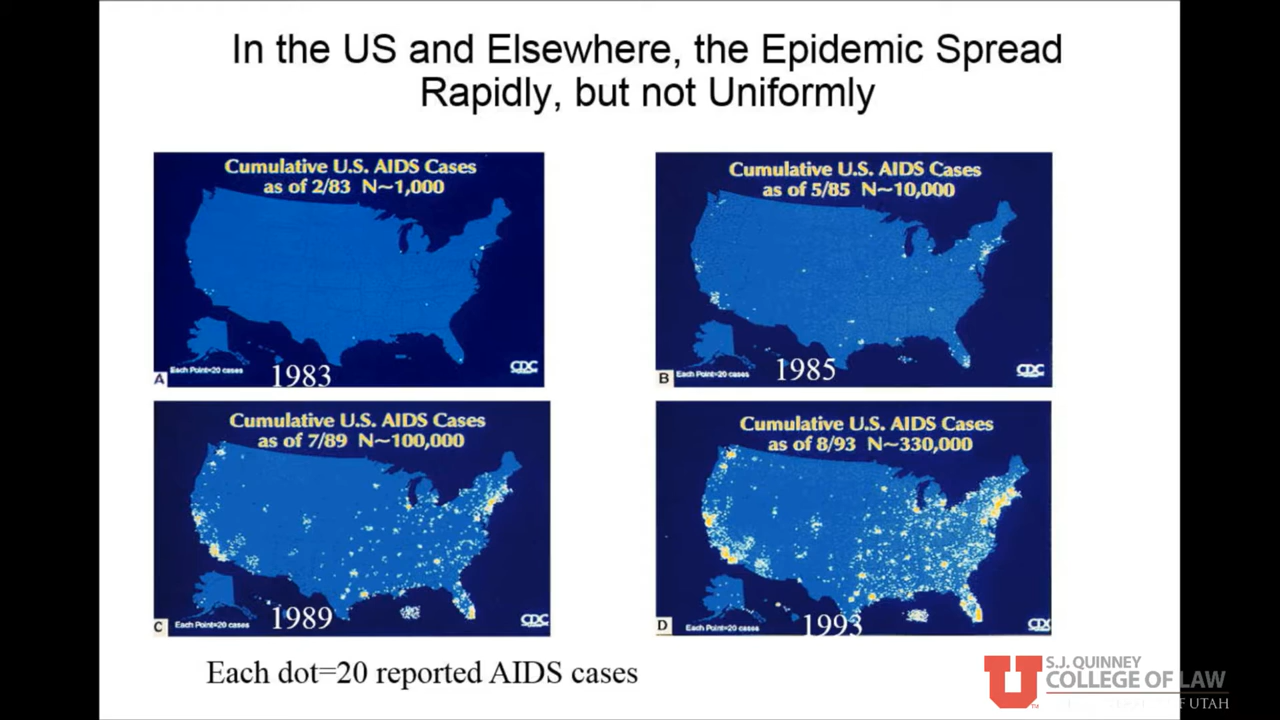 In the US and Elsewhere, the Epidemic Spread
Rapidly, but not Uniformly
Cumulative U.S. AIDS Cases
as of 2/83 N~1,000
Each Point=20 cases
A
1983
CDC
Cumulative U.S. AIDS Cases
as of 5/85 N~10,000
Each Point=20 cases
B
1985
CDC
Cumulative U.S. AIDS Cases
as of 7/89 N~100,000
Each Point=20 cases
C
1989
CDC
Cumulative U.S. AIDS Cases
as of 8/93 N~330,000
Each Point=20 cases
D
1993
CDC
Each dot=20 reported AIDS cases
U
S.J. QUINNEY
COLLEGE OF LAW
OF UTAH